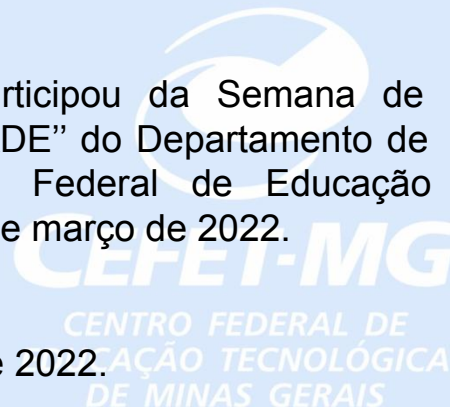 rticipou da Semana de
DE” do Departamento de
Federal de Educação
e março de 2022.
CEFET-MG
CENTRO FEDERAL DE
AÇÃO TECNOLÓGICA
e 2022.
DE MINAS GERAIS